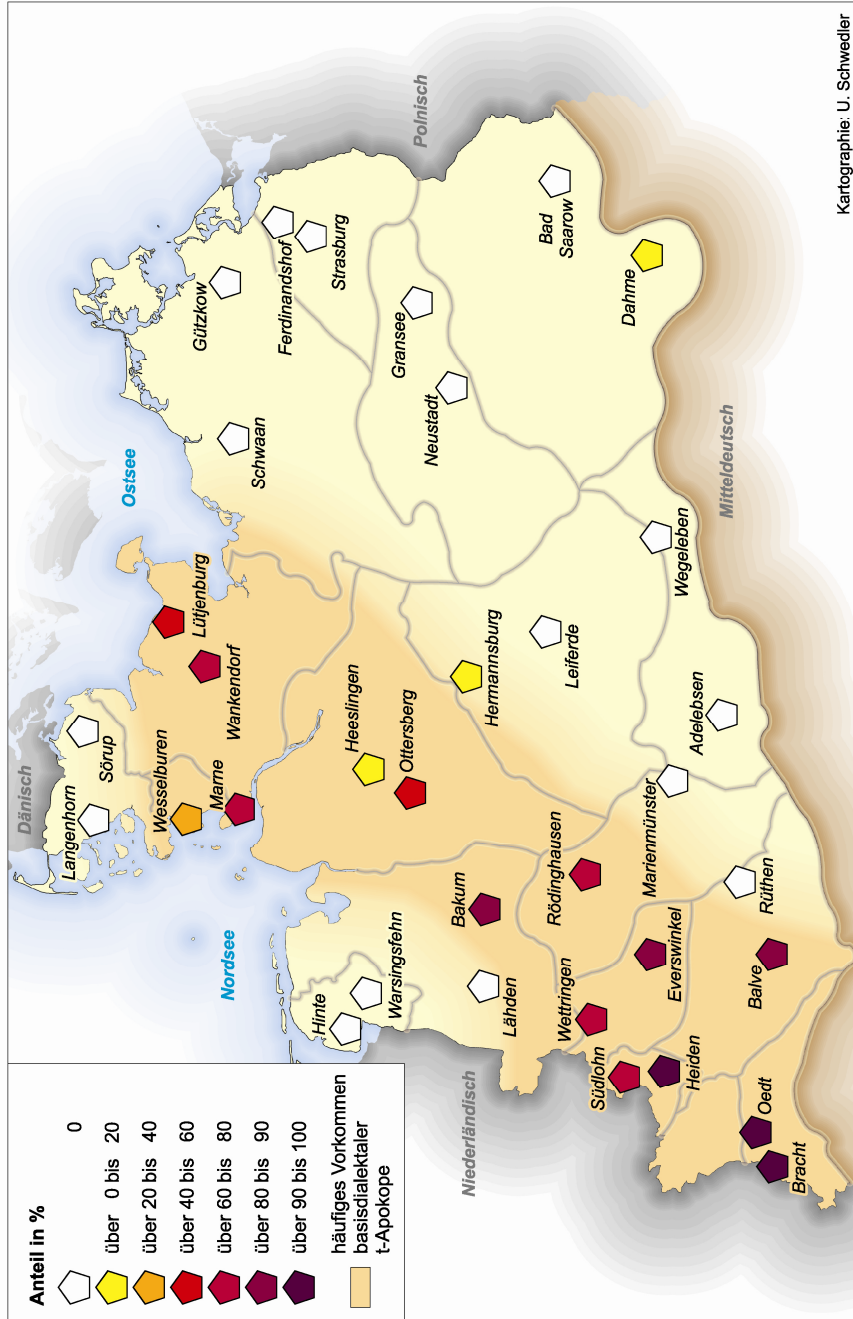 Anteil in %
0
über 0 bis 20
über 20 bis 40
über 40 bis 60
über 60 bis 80
über 80 bis 90
über 90 bis 100
häufiges Vorkommen
basisdialektaler
t-Apokope
Dänisch
Nordsee
Ostsee
Niederländisch
Polnisch
Mitteldeutsch
Langenhorn
Sörup
Wesselburen
Marne
Lütjenburg
Wankendorf
Schwaan
Gützkow
Ferdinandshof
Strasburg
Hinte
Warsingsfehn
Heeslingen
Ottersberg
Gransee
Neustadt
Lähden
Bakum
Hermannsburg
Leiferde
Bad
Saarow
Dahme
Wettringen
Rödinghausen
Südlohn
Heiden
Everswinkel
Marienmünster
Adelebsen
Wegeleben
Oedt
Bracht
Balve
Rüthen
Kartographie: U. Schwedler